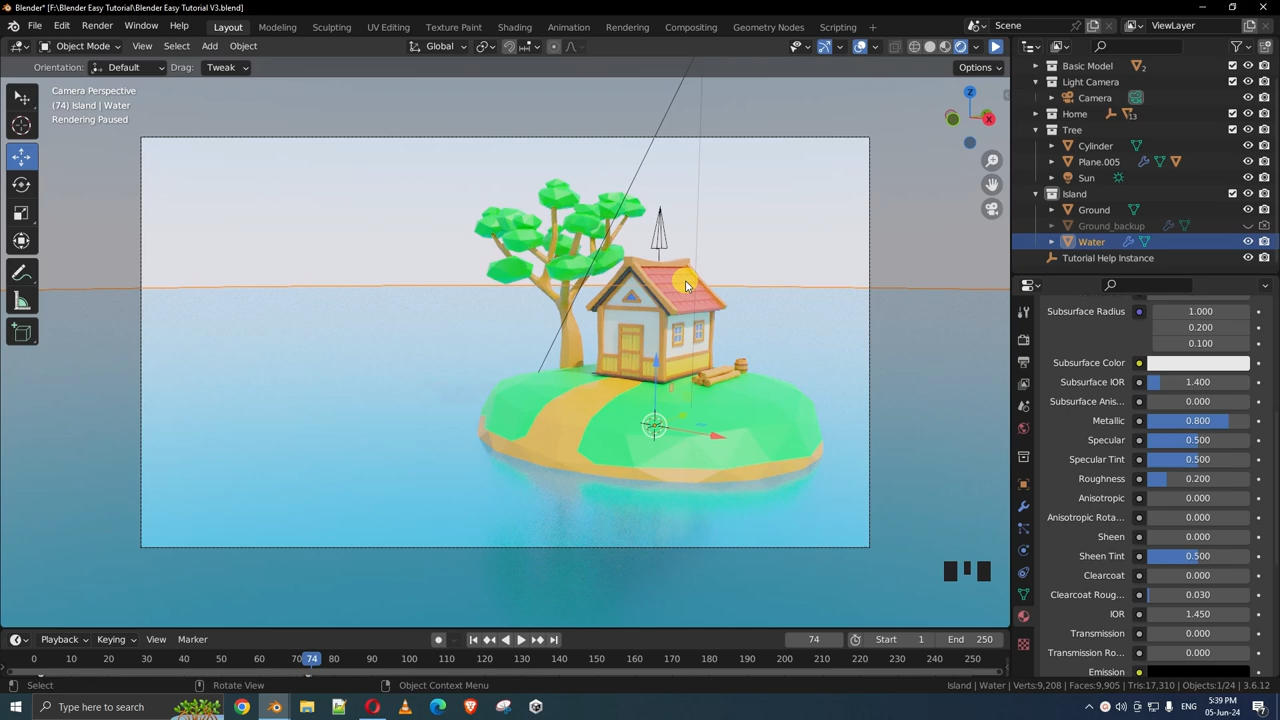 Blender* [F:\Blender Easy Tutorial\Blender Easy Tutorial V3.blend]
File Edit Render Window Help Layout Modeling Sculpting UV Editing Texture Paint Shading Animation Rendering Compositing Geometry Nodes Scripting Scene ViewLayer
Object Mode View Select Add Object Global
Orientation: Default Drag: Tweak Options
Camera Perspective
(74) Island | Water
Rendering Paused
Z
X
Basic Model 2
Light Camera
Camera
Home 13
Tree
Cylinder
Plane.005
Sun
Island
Ground
Ground_backup
Water
Tutorial Help Instance
Subsurface Radius 1.000
0.200
0.100
Subsurface Color
Subsurface IOR 1.400
Subsurface Anis... 0.000
Metallic 0.800
Specular 0.500
Specular Tint 0.500
Roughness 0.200
Anisotropic 0.000
Anisotropic Rota... 0.000
Sheen 0.000
Sheen Tint 0.500
Clearcoat 0.000
Clearcoat Roug... 0.030
IOR 1.450
Transmission 0.000
Transmission Ro... 0.000
Emission
Playback Keying View Marker 74 Start 1 End 250
0 10 20 30 40 50 60 70 74 80 90 100 110 120 130 140 150 160 170 180 190 200 210 220 230 240 250
Select Rotate View Object Context Menu Island | Water | Verts:9,208 | Faces:9,905 | Tris:17,310 | Objects:1/24 | 3.6.12
Type here to search ENG 5:39 PM
05-Jun-24